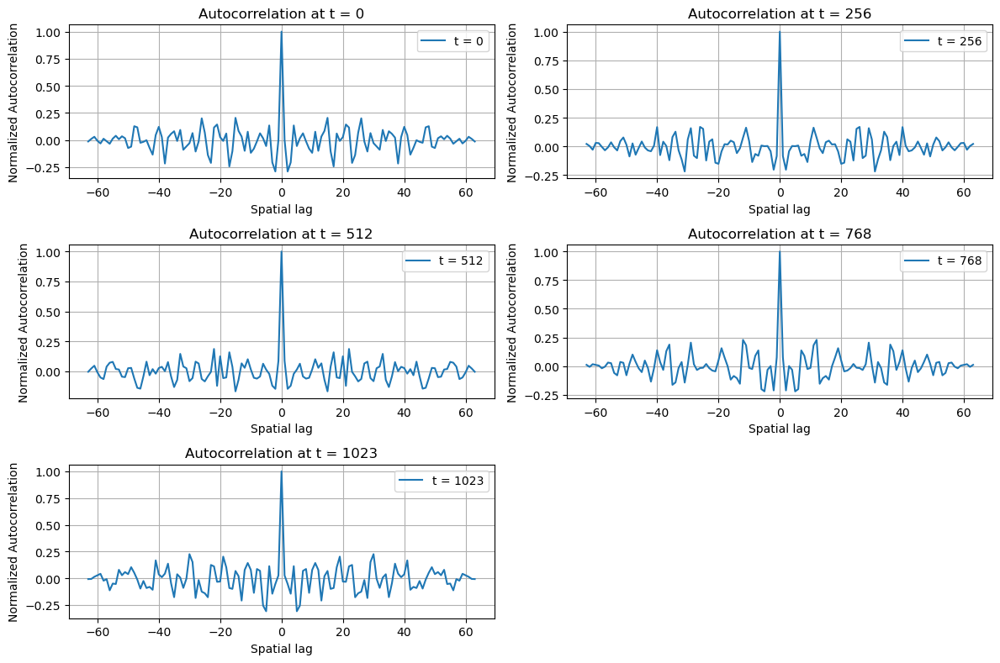 Autocorrelation at t = 0
Normalized Autocorrelation
1.00
0.75
0.50
0.25
0.00
−0.25
t = 0
−60 −40 −20 0 20 40 60
Spatial lag
Autocorrelation at t = 256
Normalized Autocorrelation
1.00
0.75
0.50
0.25
0.00
−0.25
t = 256
−60 −40 −20 0 20 40 60
Spatial lag
Autocorrelation at t = 512
Normalized Autocorrelation
1.00
0.75
0.50
0.25
0.00
t = 512
−60 −40 −20 0 20 40 60
Spatial lag
Autocorrelation at t = 768
Normalized Autocorrelation
1.00
0.75
0.50
0.25
0.00
−0.25
t = 768
−60 −40 −20 0 20 40 60
Spatial lag
Autocorrelation at t = 1023
Normalized Autocorrelation
1.00
0.75
0.50
0.25
0.00
−0.25
t = 1023
−60 −40 −20 0 20 40 60
Spatial lag